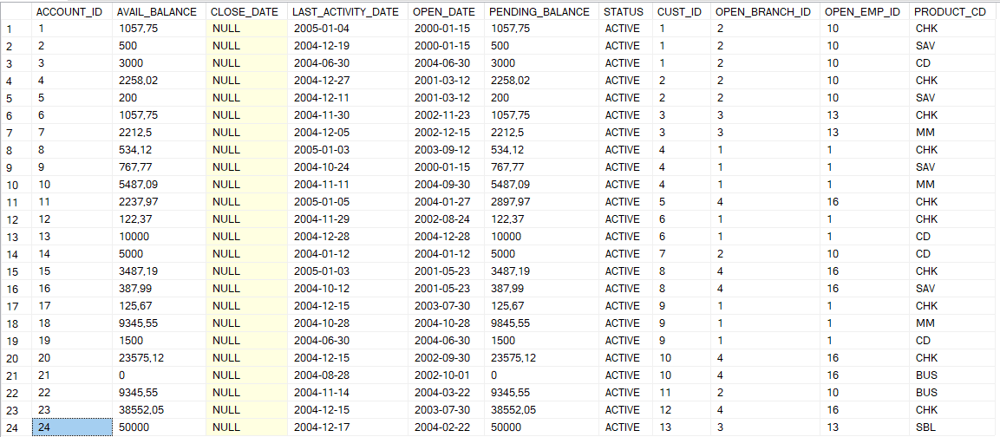 ACCOUNT_ID AVAIL_BALANCE CLOSE_DATE LAST_ACTIVITY_DATE OPEN_DATE PENDING_BALANCE STATUS CUST_ID OPEN_BRANCH_ID OPEN_EMP_ID PRODUCT_CD
1 1 1057,75 NULL 2005-01-04 2000-01-15 1057,75 ACTIVE 1 2 10 CHK
2 2 500 NULL 2004-12-19 2000-01-15 500 ACTIVE 1 2 10 SAV
3 3 3000 NULL 2004-06-30 2004-06-30 3000 ACTIVE 1 2 10 CD
4 4 2258,02 NULL 2004-12-27 2001-03-12 2258,02 ACTIVE 2 2 10 CHK
5 5 200 NULL 2004-12-11 2001-03-12 200 ACTIVE 2 2 10 SAV
6 6 1057,75 NULL 2004-11-30 2002-11-23 1057,75 ACTIVE 3 3 13 CHK
7 7 2212,5 NULL 2004-12-05 2002-12-15 2212,5 ACTIVE 3 3 13 MM
8 8 534,12 NULL 2005-01-03 2003-09-12 534,12 ACTIVE 4 1 1 CHK
9 9 767,77 NULL 2004-10-24 2000-01-15 767,77 ACTIVE 4 1 1 SAV
10 10 5487,09 NULL 2004-11-11 2004-09-30 5487,09 ACTIVE 4 1 1 MM
11 11 2237,97 NULL 2005-01-05 2004-01-27 2897,97 ACTIVE 5 4 16 CHK
12 12 122,37 NULL 2004-11-29 2002-08-24 122,37 ACTIVE 6 1 1 CHK
13 13 10000 NULL 2004-12-28 2004-12-28 10000 ACTIVE 6 1 1 CD
14 14 5000 NULL 2004-01-12 2004-01-12 5000 ACTIVE 7 2 10 CD
15 15 3487,19 NULL 2005-01-03 2001-05-23 3487,19 ACTIVE 8 4 16 CHK
16 16 387,99 NULL 2004-10-12 2001-05-23 387,99 ACTIVE 8 4 16 SAV
17 17 125,67 NULL 2004-12-15 2003-07-30 125,67 ACTIVE 9 1 1 CHK
18 18 9345,55 NULL 2004-10-28 2004-10-28 9845,55 ACTIVE 9 1 1 MM
19 19 1500 NULL 2004-06-30 2004-06-30 1500 ACTIVE 9 1 1 CD
20 20 23575,12 NULL 2004-12-15 2002-09-30 23575,12 ACTIVE 10 4 16 CHK
21 21 0 NULL 2004-08-28 2002-10-01 0 ACTIVE 10 4 16 BUS
22 22 9345,55 NULL 2004-11-14 2004-03-22 9345,55 ACTIVE 11 2 10 BUS
23 23 38552,05 NULL 2004-12-15 2003-07-30 38552,05 ACTIVE 12 4 16 CHK
24 24 50000 NULL 2004-12-17 2004-02-22 50000 ACTIVE 13 3 13 SBL